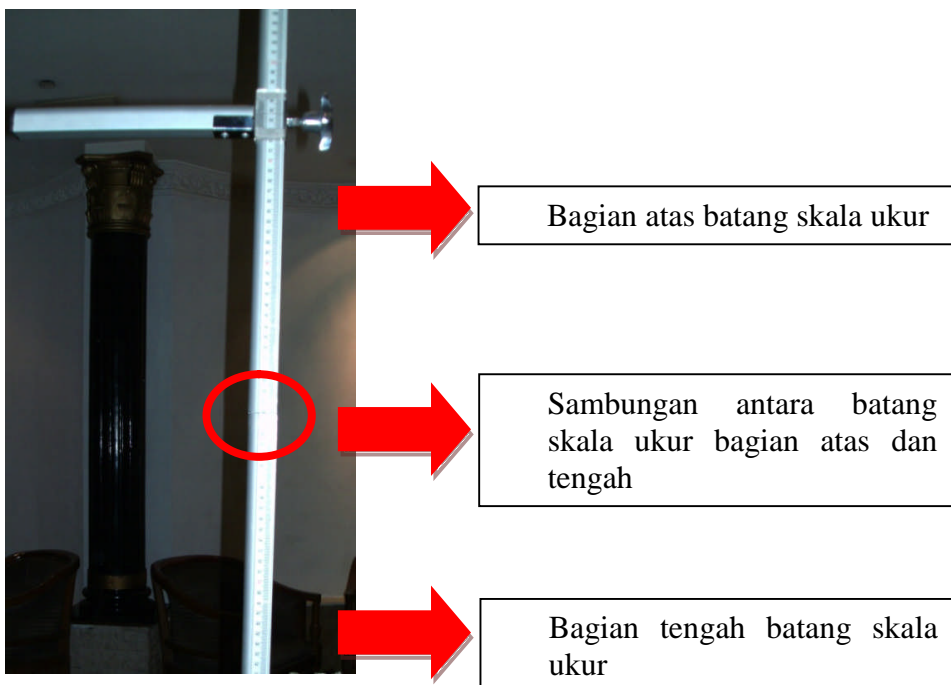 Bagian atas batang skala ukur
Sambungan antara batang
skala ukur bagian atas dan
tengah
Bagian tengah batang skala
ukur